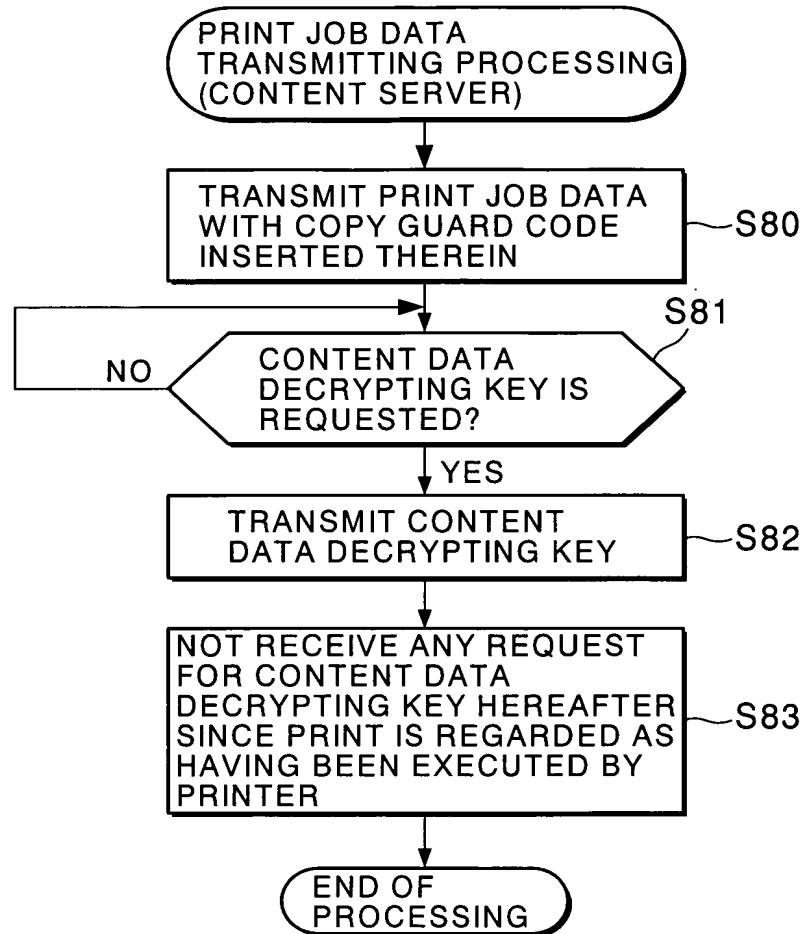 PRINT JOB DATA
TRANSMITTING PROCESSING
(CONTENT SERVER)
TRANSMIT PRINT JOB DATA
WITH COPY GUARD CODE
INSERTED THEREIN
S80
S81
CONTENT DATA
DECRYPTING KEY IS
REQUESTED?
NO
YES
TRANSMIT CONTENT
DATA DECRYPTING KEY
S82
NOT RECEIVE ANY REQUEST
FOR CONTENT DATA
DECRYPTING KEY HEREAFTER
SINCE PRINT IS REGARDED AS
HAVING BEEN EXECUTED BY
PRINTER
S83
END OF
PROCESSING